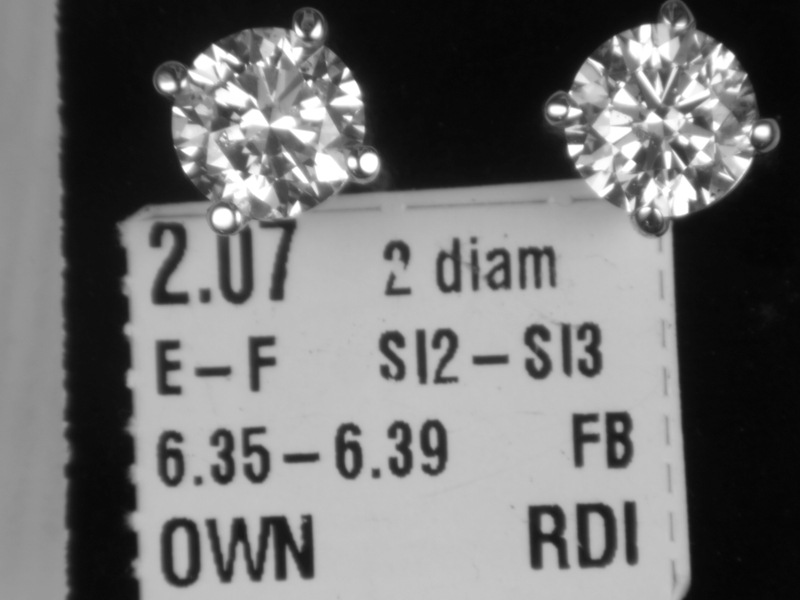 2.07 2 diam
E-F SI2-SI3
6.35-6.39 FB
OWN RDI